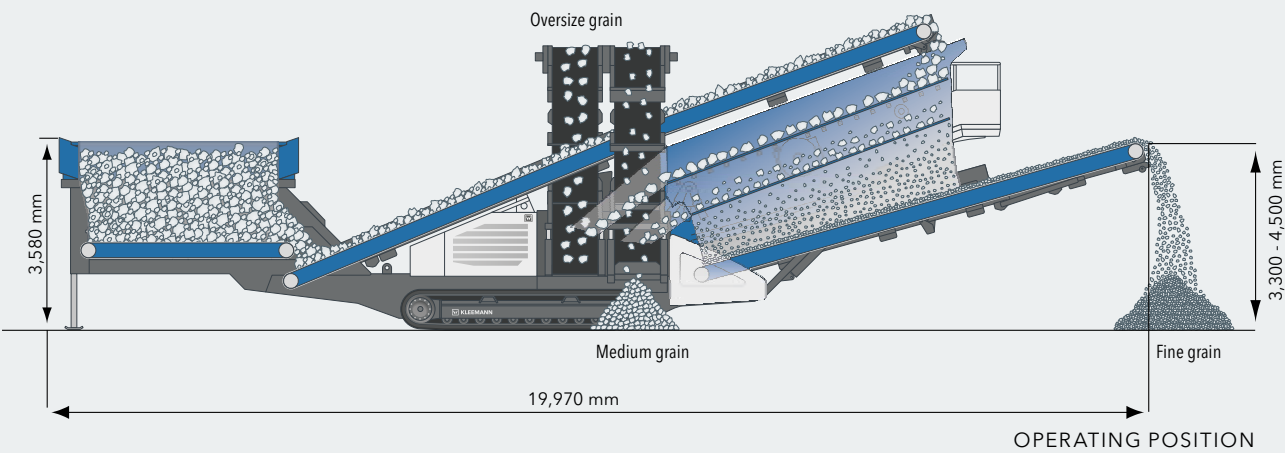 Oversize grain
3,580 mm
3,300 - 4,500 mm
KLEEMANN
Medium grain
Fine grain
19,970 mm
OPERATING POSITION